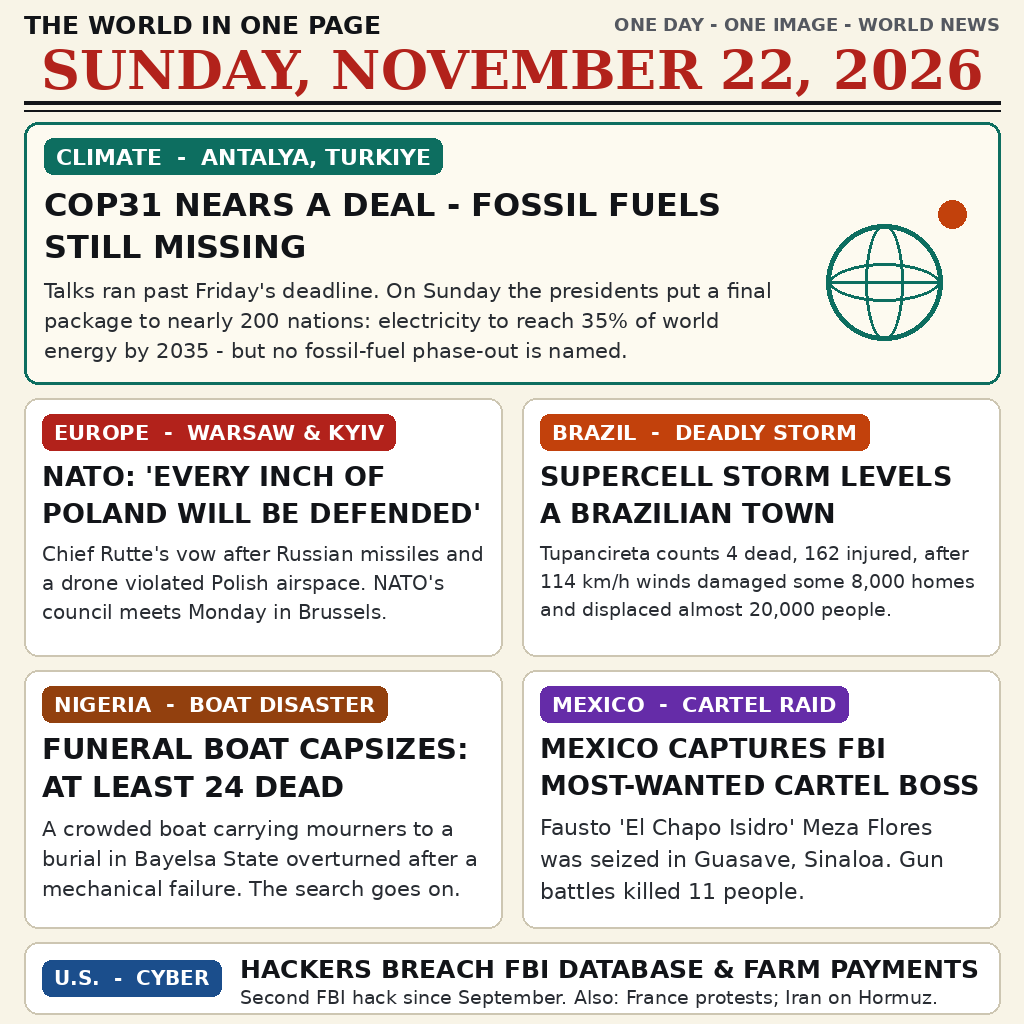 THE WORLD IN ONE PAGE
ONE DAY - ONE IMAGE - WORLD NEWS
SUNDAY, NOVEMBER 22, 2026
CLIMATE - ANTALYA, TURKIYE
COP31 NEARS A DEAL - FOSSIL FUELS
STILL MISSING
Talks ran past Friday's deadline. On Sunday the presidents put a final
package to nearly 200 nations: electricity to reach 35% of world
energy by 2035 - but no fossil-fuel phase-out is named.
EUROPE - WARSAW & KYIV
NATO: 'EVERY INCH OF
POLAND WILL BE DEFENDED'
Chief Rutte's vow after Russian missiles and
a drone violated Polish airspace. NATO's
council meets Monday in Brussels.
BRAZIL - DEADLY STORM
SUPERCELL STORM LEVELS
A BRAZILIAN TOWN
Tupancireta counts 4 dead, 162 injured, after
114 km/h winds damaged some 8,000 homes
and displaced almost 20,000 people.
NIGERIA - BOAT DISASTER
FUNERAL BOAT CAPSIZES:
AT LEAST 24 DEAD
A crowded boat carrying mourners to a
burial in Bayelsa State overturned after a
mechanical failure. The search goes on.
MEXICO - CARTEL RAID
MEXICO CAPTURES FBI
MOST-WANTED CARTEL BOSS
Fausto 'El Chapo Isidro' Meza Flores
was seized in Guasave, Sinaloa. Gun
battles killed 11 people.
U.S. - CYBER
HACKERS BREACH FBI DATABASE & FARM PAYMENTS
Second FBI hack since September. Also: France protests; Iran on Hormuz.